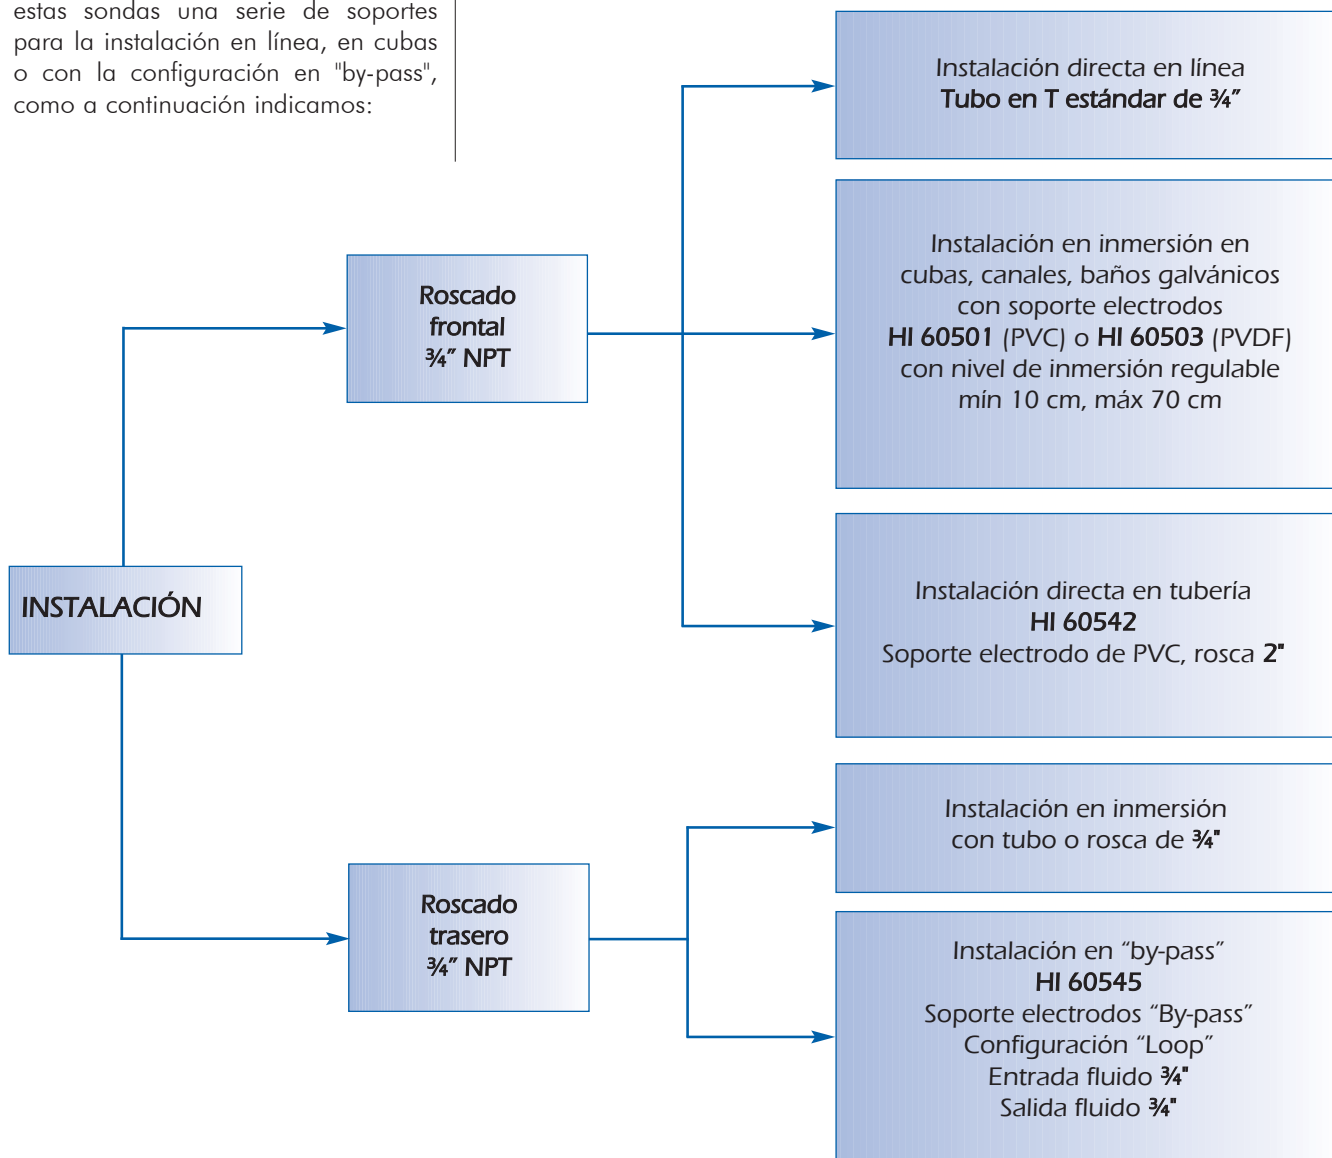 estas sondas una serie de soportes
para la instalación en línea, en cubas
o con la configuración en "by-pass",
como a continuación indicamos:
INSTALACIÓN
Roscado
frontal
¾” NPT
Instalación directa en línea
Tubo en T estándar de ¾”
Instalación en inmersión en
cubas, canales, baños galvánicos
con soporte electrodos
HI 60501 (PVC) o HI 60503 (PVDF)
con nivel de inmersión regulable
mín 10 cm, máx 70 cm
Instalación directa en tubería
HI 60542
Soporte electrodo de PVC, rosca 2"
Roscado
trasero
¾” NPT
Instalación en inmersión
con tubo o rosca de ¾"
Instalación en “by-pass”
HI 60545
Soporte electrodos “By-pass”
Configuración “Loop”
Entrada fluido ¾"
Salida fluido ¾"